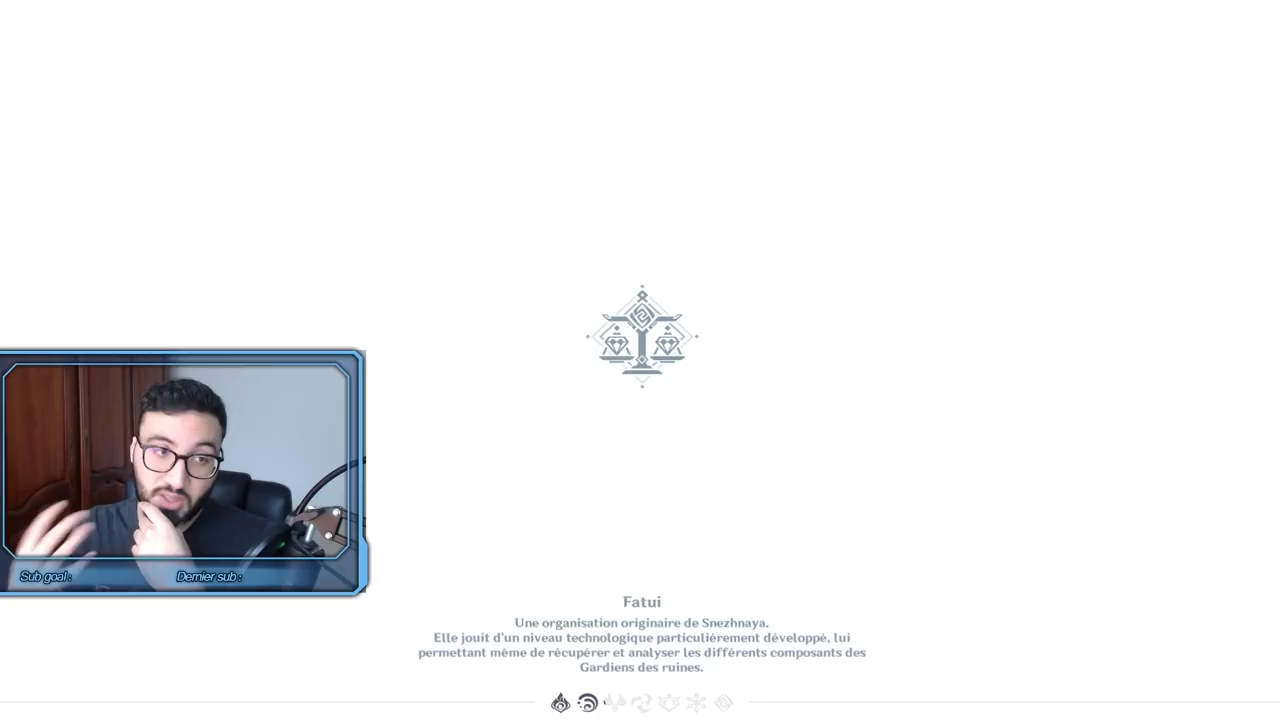 Sub goal :
Dernier sub :
Fatui
Une organisation originaire de Snezhnaya.
Elle jouit d'un niveau technologique particulièrement développé, lui
permettant même de récupérer et analyser les différents composants des
Gardiens des ruines.